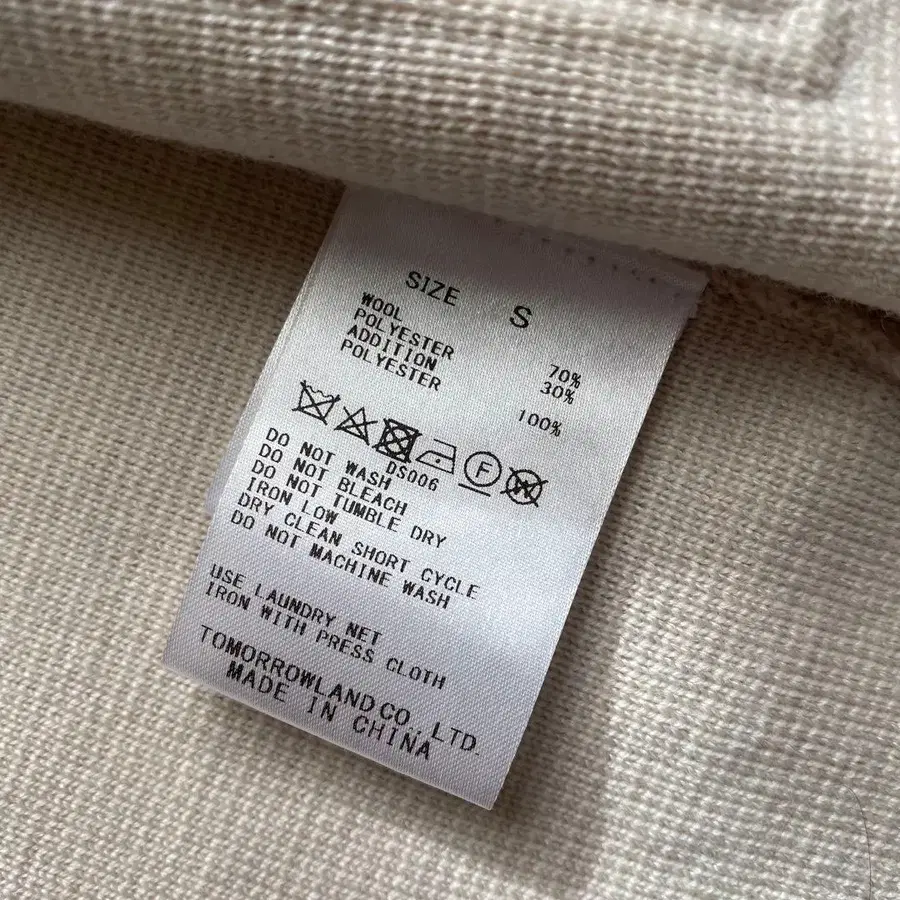 SIZE S
WOOL 70%
POLYESTER 30%
ADDITION
POLYESTER 100%
F W
DS006
DO NOT WASH
DO NOT BLEACH
DO NOT TUMBLE DRY
IRON LOW
DRY CLEAN SHORT CYCLE
DO NOT MACHINE WASH
USE LAUNDRY NET
IRON WITH PRESS CLOTH
TOMORROWLAND CO., LTD.
MADE IN CHINA